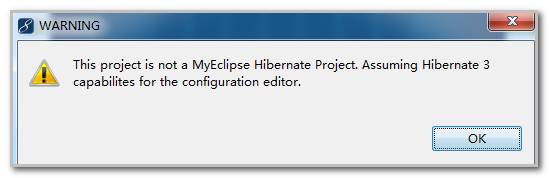 WARNING
This project is not a MyEclipse Hibernate Project. Assuming Hibernate 3
capabilites for the configuration editor.
OK